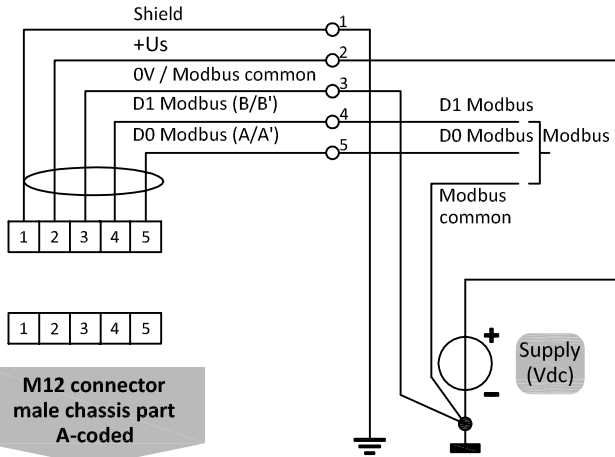 Shield
1
+Us
2
0V / Modbus common
3
D1 Modbus (B/B')
4
D1 Modbus
D0 Modbus (A/A')
5
D0 Modbus
Modbus
Modbus
common
1 2 3 4 5
1 2 3 4 5
+
Supply
(Vdc)
–
M12 connector
male chassis part
A-coded